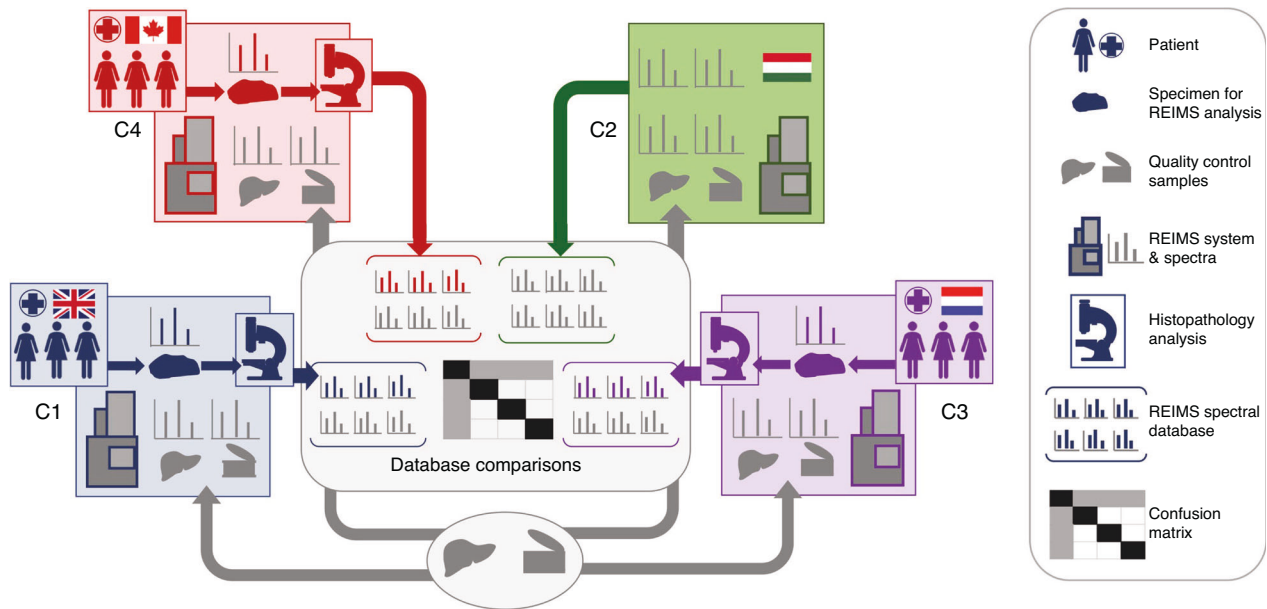 C4
C2
C1
C3
Database comparisons
Patient
Specimen for
REIMS analysis
Quality control
samples
REIMS system
& spectra
Histopathology
analysis
REIMS spectral
database
Confusion
matrix